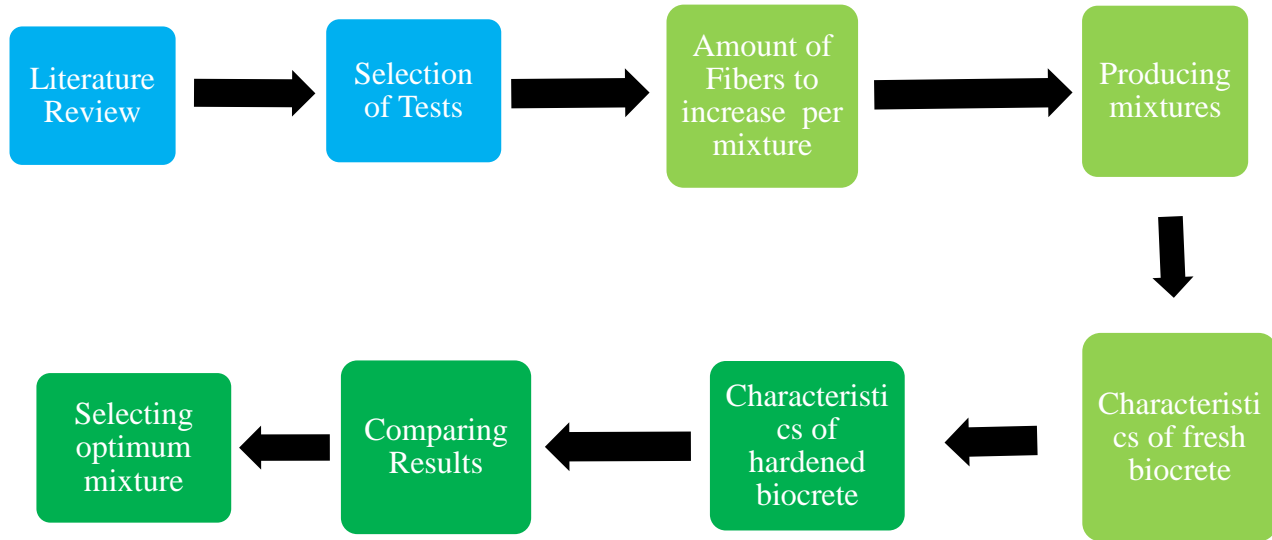 Literature
Review
Selection
of Tests
Amount of
Fibers to
increase per
mixture
Producing
mixtures
Characteristi
cs of fresh
biocrete
Characteristi
cs of
hardened
biocrete
Comparing
Results
Selecting
optimum
mixture